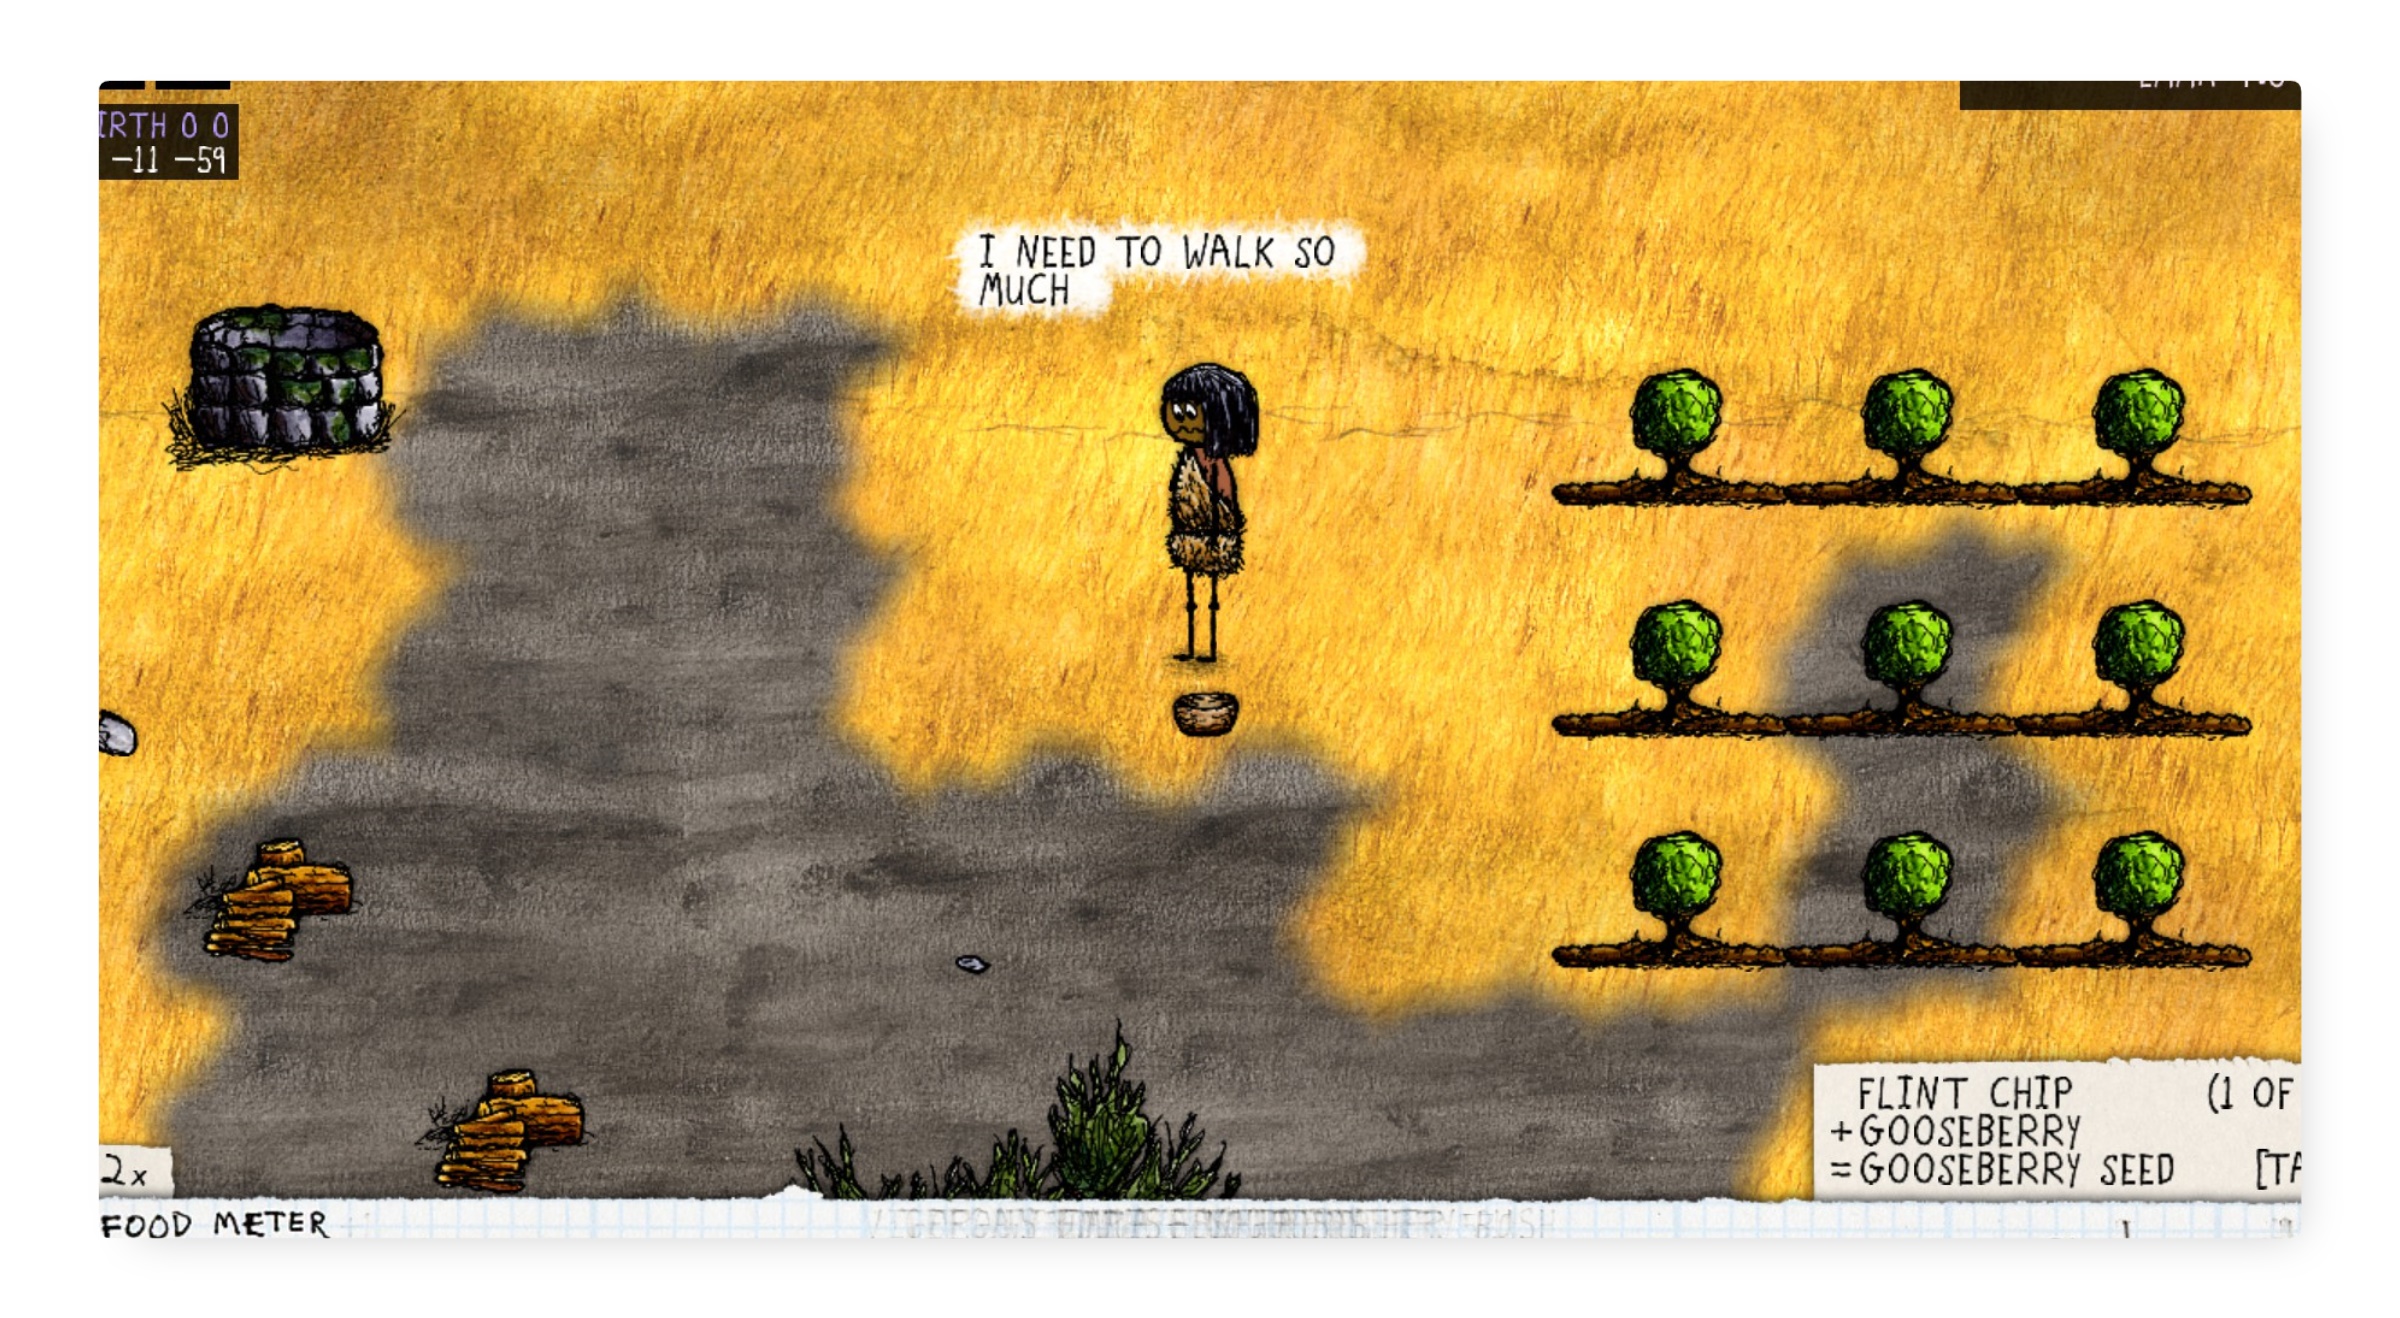 IRTH 0 0
-11 -59
I NEED TO WALK SO
MUCH
FLINT CHIP (1 OF
+GOOSEBERRY
=GOOSEBERRY SEED [TA
2x
FOOD METER